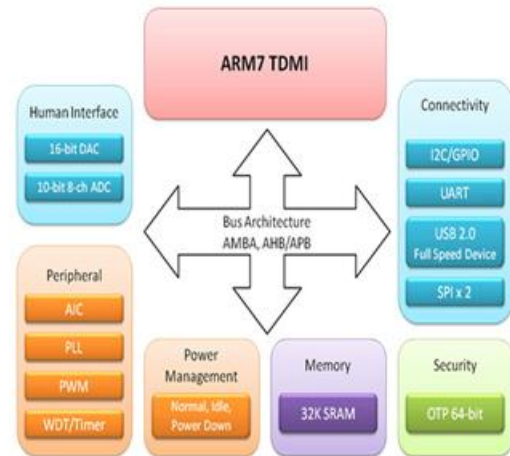 ARM7 TDMI
Human Interface
16-bit DAC
10-bit 8-ch ADC
Connectivity
I2C/GPIO
UART
USB 2.0
Full Speed Device
SPI x 2
Bus Architecture
AMBA, AHB/APB
Peripheral
AIC
PLL
PWM
WDT/Timer
Power
Management
Normal, Idle,
Power Down
Memory
32K SRAM
Security
OTP 64-bit